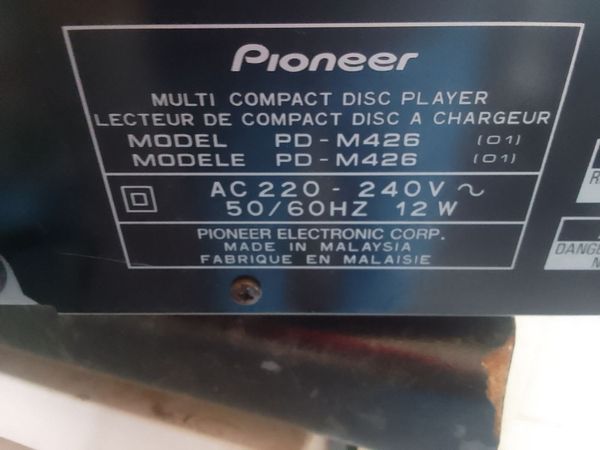 Pioneer
MULTI COMPACT DISC PLAYER
LECTEUR DE COMPACT DISC A CHARGEUR
MODEL PD-M426 (01)
MODELE PD-M426 (01)
AC 220 - 240V ~
50/60HZ 12W
PIONEER ELECTRONIC CORP.
MADE IN MALAYSIA
FABRIQUE EN MALAISIE